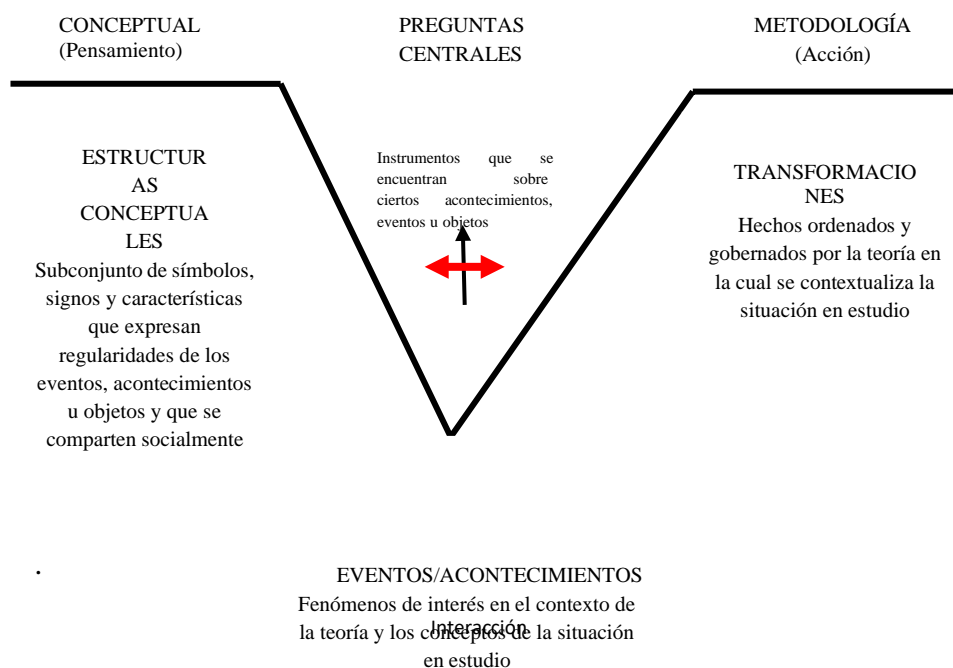 CONCEPTUAL
(Pensamiento)
PREGUNTAS
CENTRALES
METODOLOGÍA
(Acción)
ESTRUCTUR
AS
CONCEPTUA
LES
Subconjunto de símbolos,
signos y características
que expresan
regularidades de los
eventos, acontecimientos
u objetos y que se
comparten socialmente
Instrumentos que se
encuentran sobre
ciertos acontecimientos,
eventos u objetos
TRANSFORMACIO
NES
Hechos ordenados y
gobernados por la teoría en
la cual se contextualiza la
situación en estudio
.
EVENTOS/ACONTECIMIENTOS
Fenómenos de interés en el contexto de
la teoría y los conceptos de la situación
Interacción
en estudio